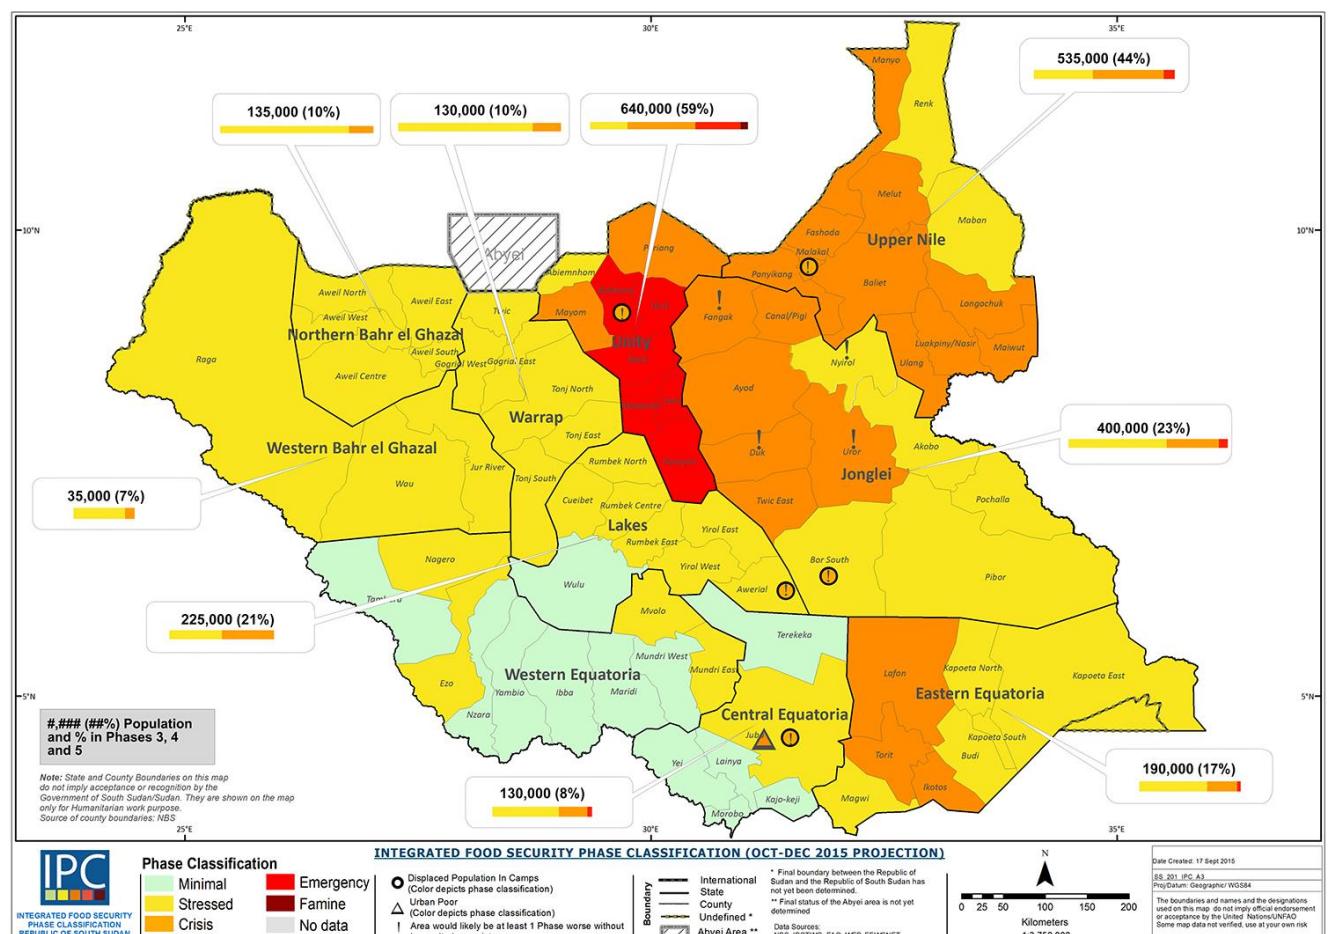 25°E
30°E
35°E
535,000 (44%)
135,000 (10%)
130,000 (10%)
640,000 (59%)
Manyo
Renk
Melut
Maban
10°N
10°N
Fashada
Upper Nile
Malakal
Abyei
Pariang
Abiemnhom
Panyikang
Baliet
Longochuk
Aweil North
Aweil East
Twic
Mayom
Fangak
Canal/Pigi
Aweil West
Northern Bahr el Ghazal
Unity
Luakpiny/Nasir
Maiwut
Raga
Aweil South
Gogrial West
Gogrial East
Nyirol
Ulang
Aweil Centre
Tonj North
Ayod
Warrap
400,000 (23%)
Western Bahr el Ghazal
Tonj East
Akobo
Duk
Uror
Rumbek North
Jur River
Jonglei
Wau
Tonj South
35,000 (7%)
Cueibet
Rumbek Centre
Twic East
Pochalla
Lakes
Yirol East
Rumbek East
Nagero
Yirol West
Bor South
Pibor
Wulu
Awerial
225,000 (21%)
Mvolo
Terekeka
Mundri West
Mundri East
Lafon
Kapoeta North
Kapoeta East
Western Equatoria
5°N
5°N
Ezo
Yambio
Ibba
Maridi
Eastern Equatoria
Nzara
Central Equatoria
#,### (##%) Population
and % in Phases 3, 4
and 5
Kapoeta South
Budi
Torit
Yei
Lainya
190,000 (17%)
Note: State and County Boundaries on this map
do not imply acceptance or recognition by the
Government of South Sudan/Sudan. They are shown on the map
only for Humanitarian work purpose.
Source of county boundaries: NBS
130,000 (8%)
Kajo-keji
Magwi
Ikotos
Morobo
25°E
30°E
35°E
INTEGRATED FOOD SECURITY PHASE CLASSIFICATION (OCT-DEC 2015 PROJECTION)
IPC
INTEGRATED FOOD SECURITY
PHASE CLASSIFICATION
REPUBLIC OF SOUTH SUDAN
Phase Classification
Minimal
Stressed
Crisis
Emergency
Famine
No data
Displaced Population In Camps
(Color depicts phase classification)
Urban Poor
(Color depicts phase classification)
! Area would likely be at least 1 Phase worse without
Boundary
International
State
County
Undefined *
Abyei Area **
* Final boundary between the Republic of
Sudan and the Republic of South Sudan has
not yet been determined.
** Final status of the Abyei area is not yet
determined
Data Sources:
N
0 25 50 100 150 200
Kilometers
Date Created: 17 Sept 2015
SS_201_IPC_A3
Proj/Datum: Geographic/ WGS84
The boundaries and names and the designations
used on this map do not imply official endorsement
or acceptance by the United Nations/UNFAO
Some map data not verified, use at your own risk